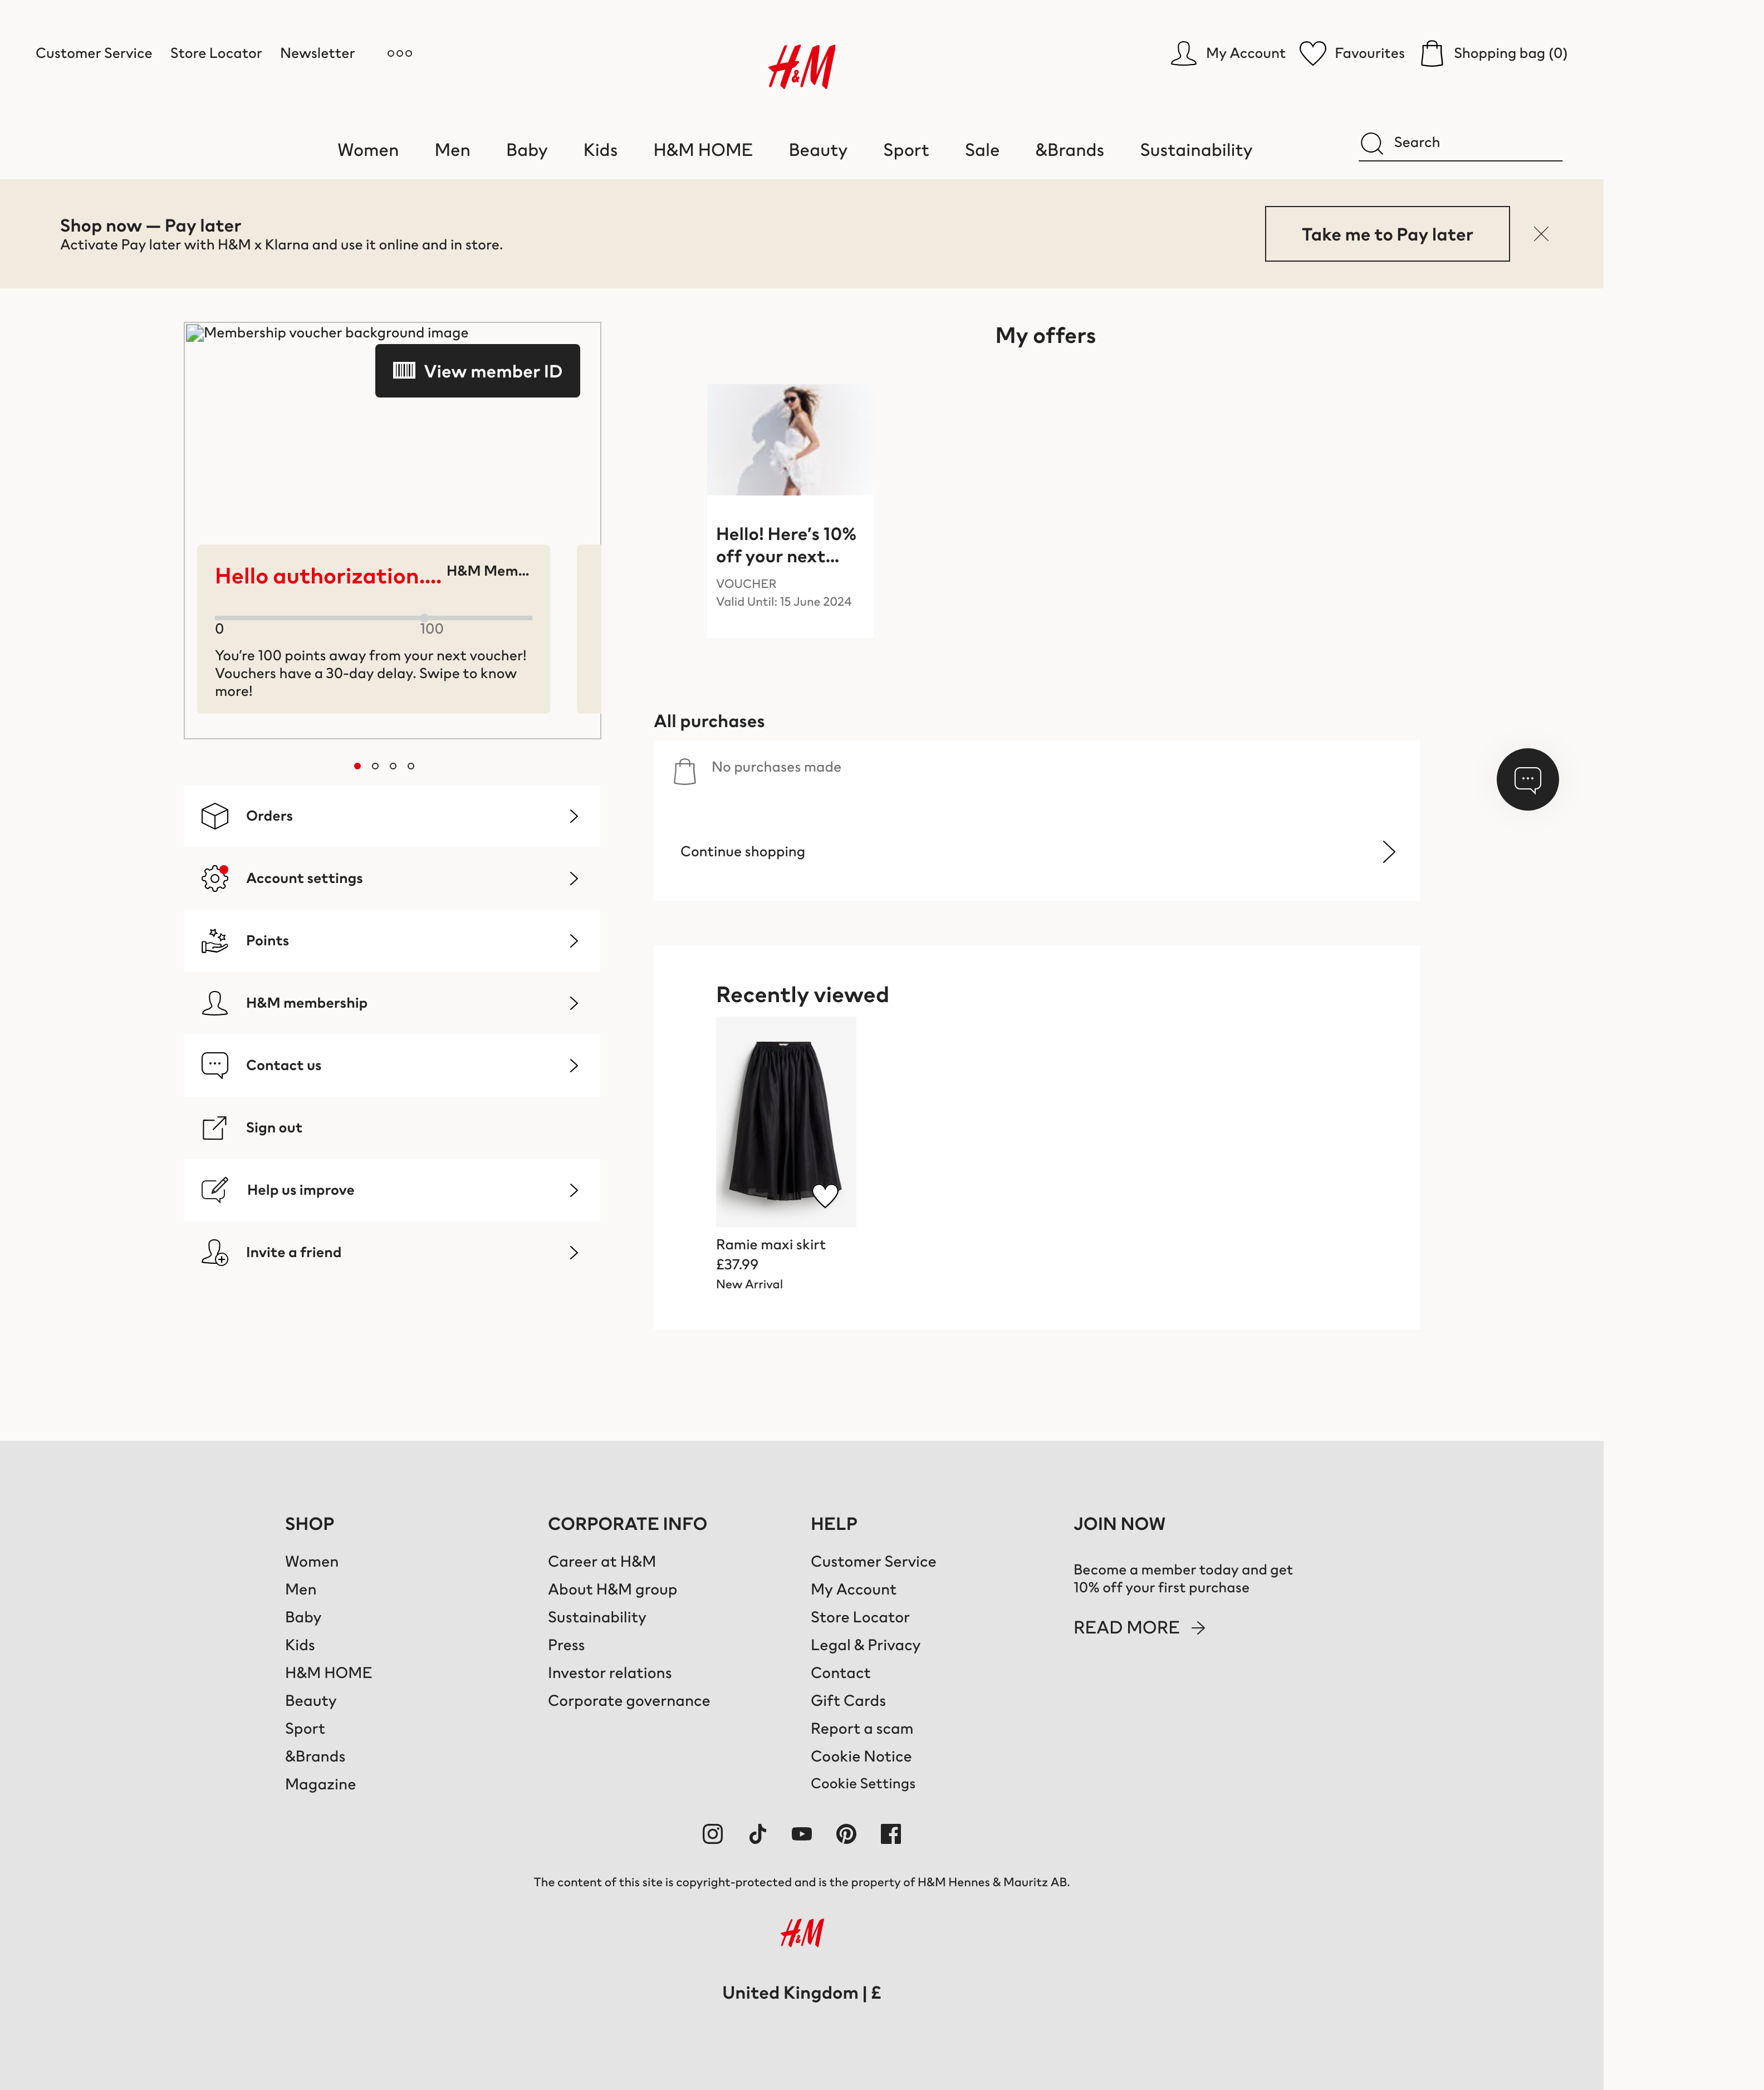 Customer Service
Store Locator
Newsletter
H&M
My Account
Favourites
Shopping bag (0)
Women
Men
Baby
Kids
H&M HOME
Beauty
Sport
Sale
&Brands
Sustainability
Search
Shop now — Pay later
Activate Pay later with H&M x Klarna and use it online and in store.
Take me to Pay later
Membership voucher background image
View member ID
Hello authorization....
H&M Mem...
0
100
You're 100 points away from your next voucher!
Vouchers have a 30-day delay. Swipe to know
more!
Orders
Account settings
Points
H&M membership
Contact us
Sign out
Help us improve
Invite a friend
My offers
Hello! Here's 10%
off your next...
VOUCHER
Valid Until: 15 June 2024
All purchases
No purchases made
Continue shopping
Recently viewed
Ramie maxi skirt
£37.99
New Arrival
SHOP
Women
Men
Baby
Kids
H&M HOME
Beauty
Sport
&Brands
Magazine
CORPORATE INFO
Career at H&M
About H&M group
Sustainability
Press
Investor relations
Corporate governance
HELP
Customer Service
My Account
Store Locator
Legal & Privacy
Contact
Gift Cards
Report a scam
Cookie Notice
Cookie Settings
JOIN NOW
Become a member today and get
10% off your first purchase
READ MORE
The content of this site is copyright-protected and is the property of H&M Hennes & Mauritz AB.
H&M
United Kingdom | £